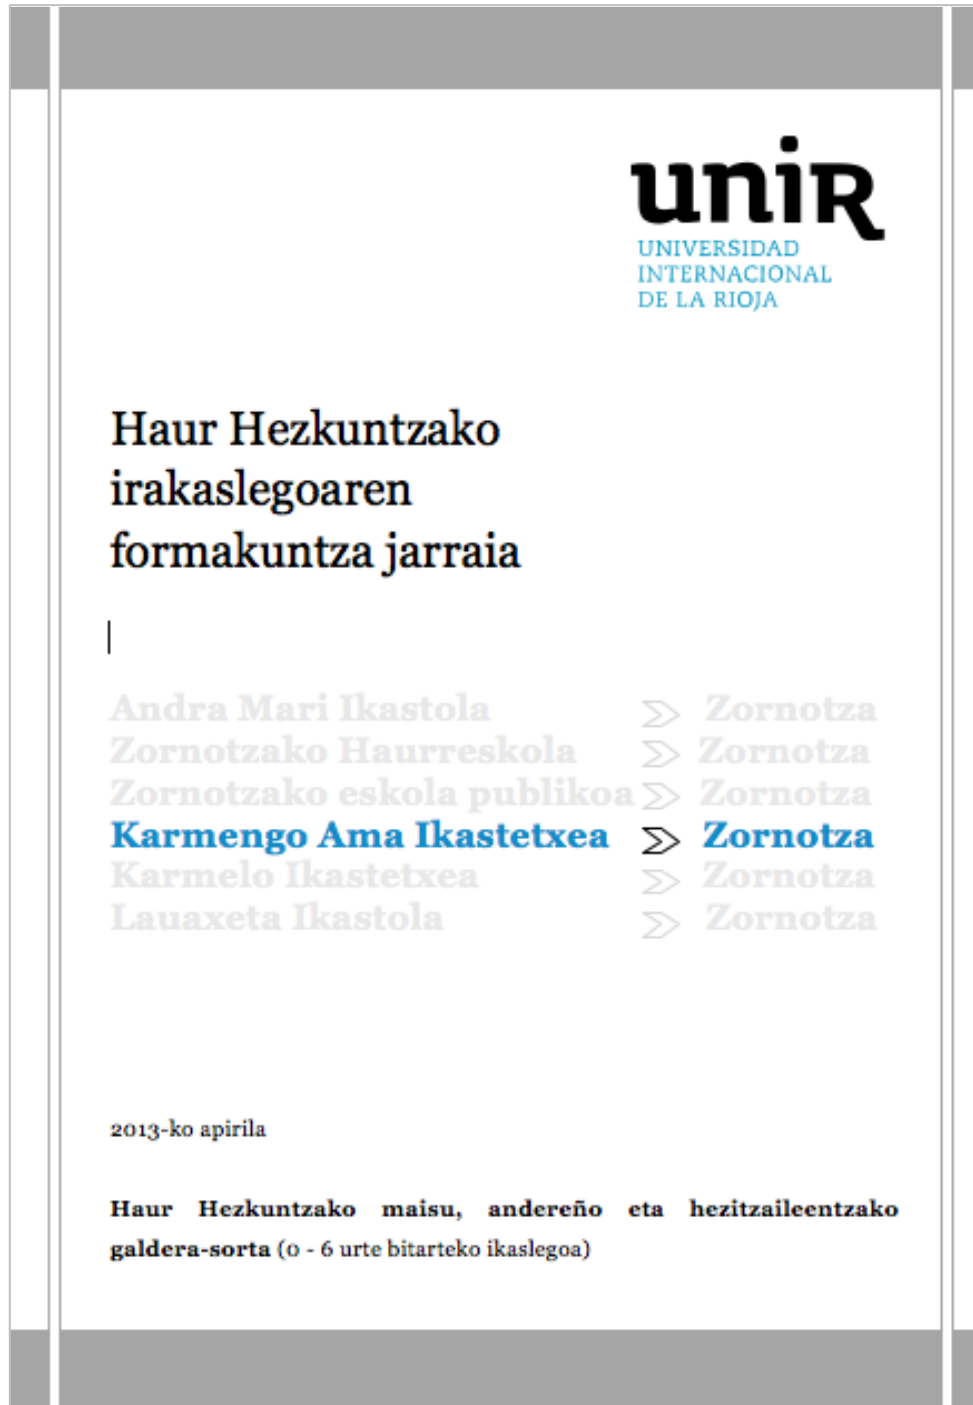 unir
UNIVERSIDAD
INTERNACIONAL
DE LA RIOJA
Haur Hezkuntzako
irakaslegoaren
formakuntza jarraia
Andra Mari Ikastola Zornotza
Zornotzako Haurreskola Zornotza
Zornotzako eskola publikoa Zornotza
Karmengo Ama Ikastetxea Zornotza
Karmelo Ikastetxea Zornotza
Lauaxeta Ikastola Zornotza
2013-ko apirila
Haur Hezkuntzako maisu, andereño eta hezitzaileentzako
galdera-sorta (0 - 6 urte bitarteko ikaslegoa)